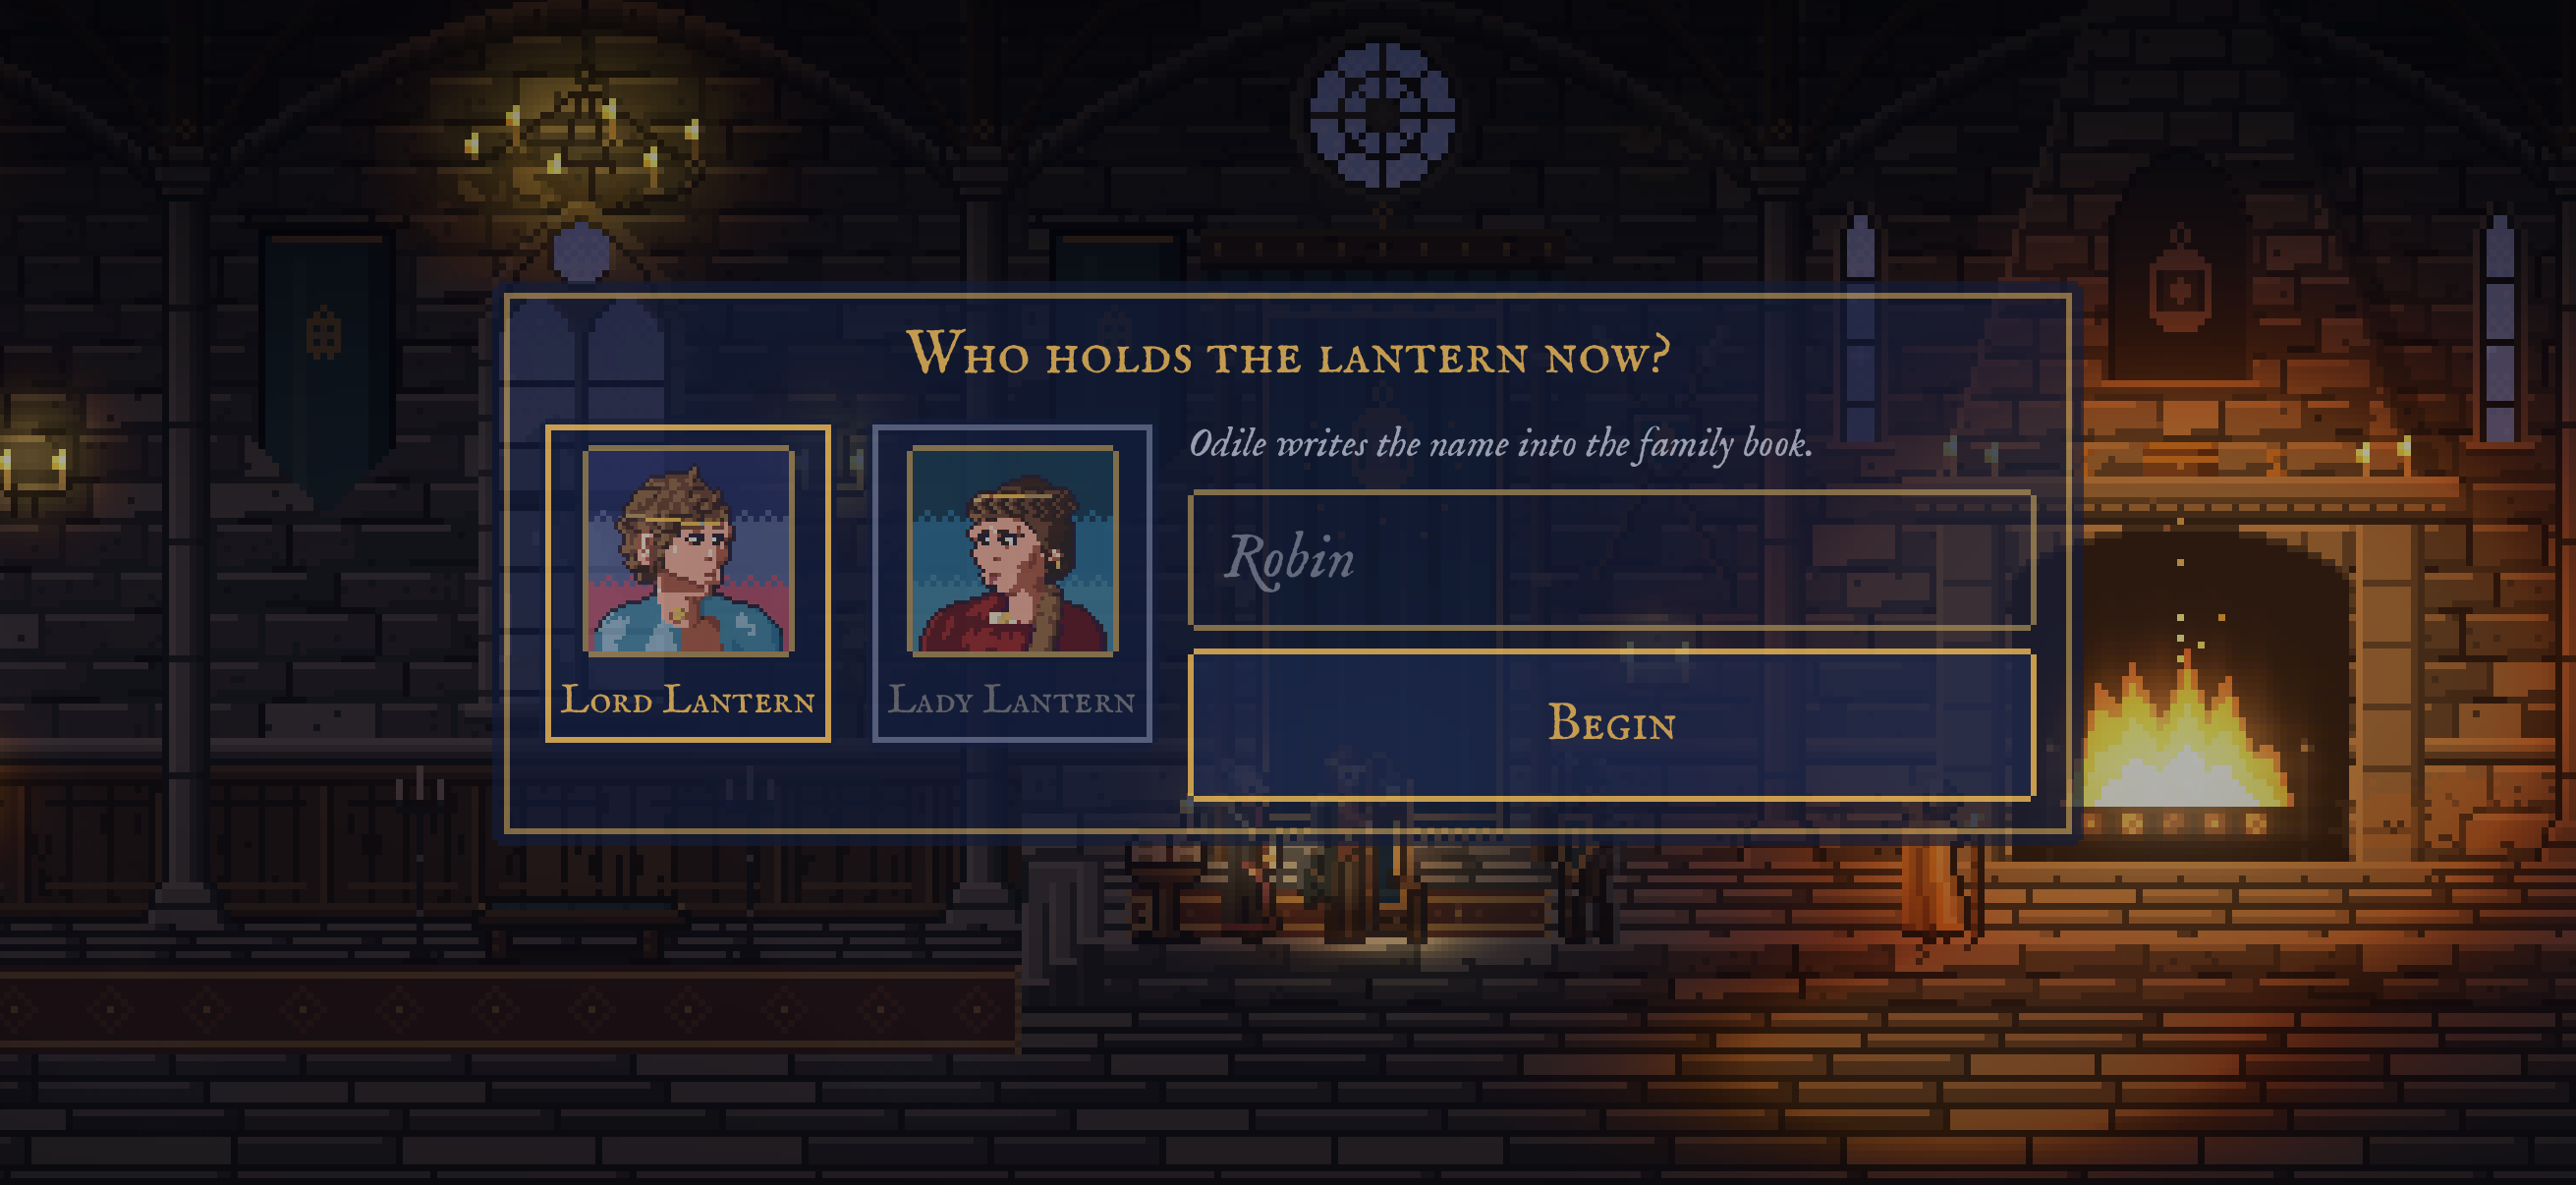 Who holds the lantern now?
Odile writes the name into the family book.
Robin
Lord Lantern
Lady Lantern
Begin